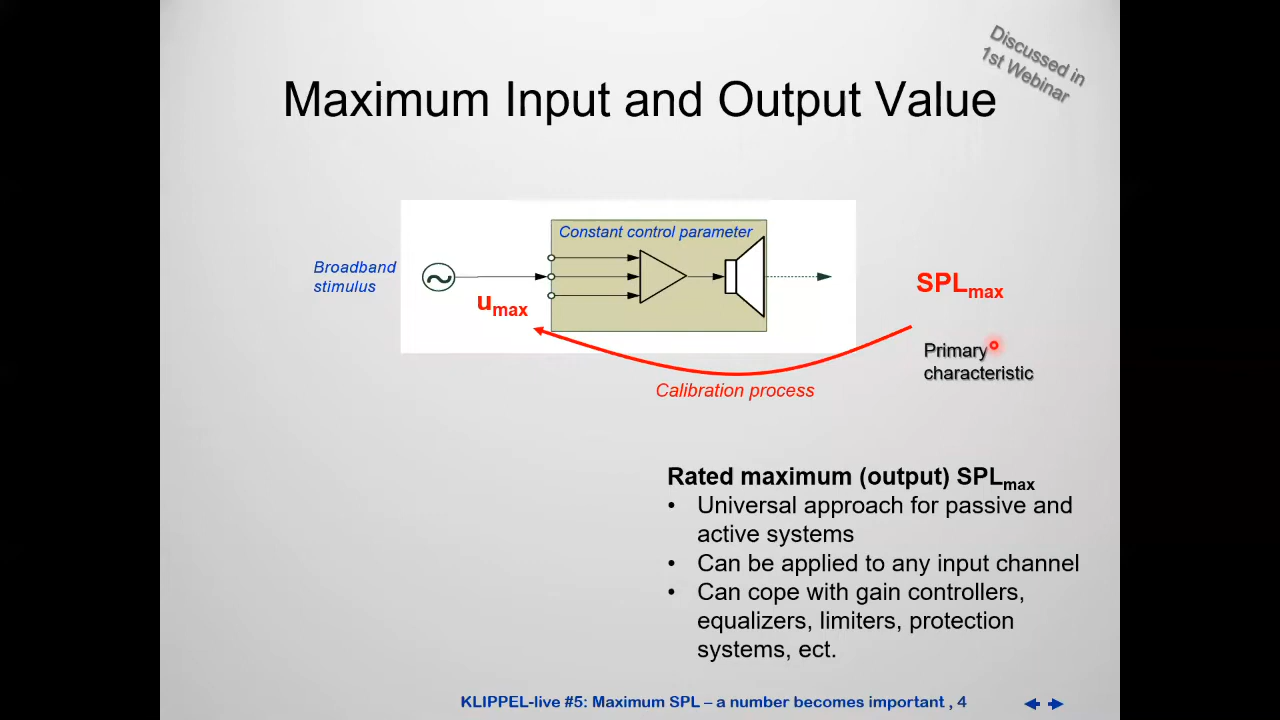 Discussed in
1st Webinar
Maximum Input and Output Value
Constant control parameter
Broadband
stimulus
umax
SPLmax
Primary
characteristic
Calibration process
Rated maximum (output) SPLmax
• Universal approach for passive and
active systems
• Can be applied to any input channel
• Can cope with gain controllers,
equalizers, limiters, protection
systems, ect.
KLIPPEL-live #5: Maximum SPL – a number becomes important , 4